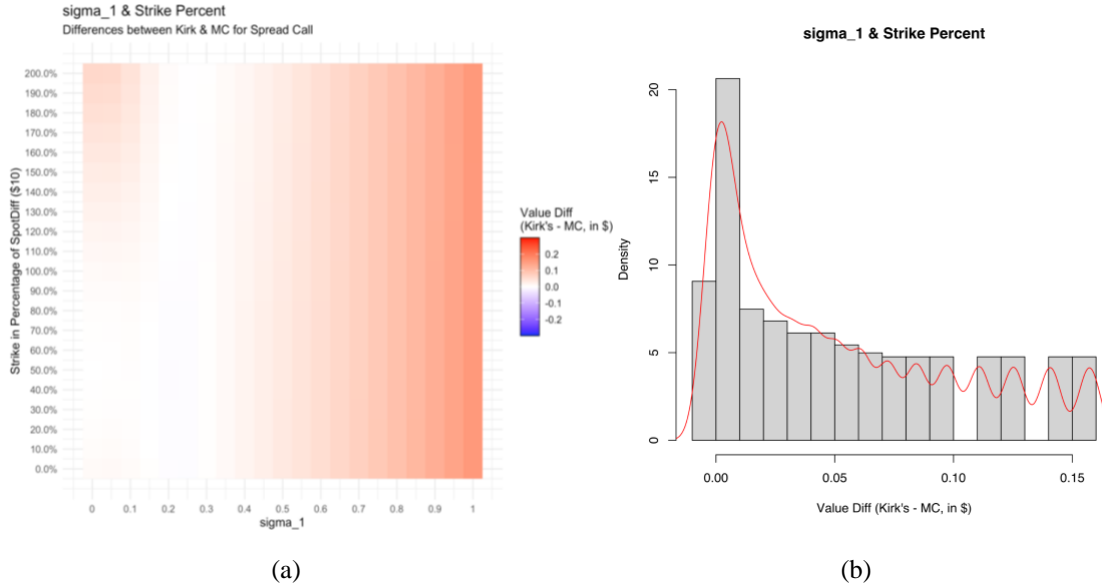 sigma_1 & Strike Percent
Differences between Kirk & MC for Spread Call
Strike in Percentage of SpotDiff ($10)
200.0%
190.0%
180.0%
170.0%
160.0%
150.0%
140.0%
130.0%
120.0%
110.0%
100.0%
90.0%
80.0%
70.0%
60.0%
50.0%
40.0%
30.0%
20.0%
10.0%
0.0%
0 0.1 0.2 0.3 0.4 0.5 0.6 0.7 0.8 0.9 1
sigma_1
Value Diff
(Kirk's - MC, in $)
0.2
0.1
0.0
-0.1
-0.2
(a)
sigma_1 & Strike Percent
Density
20
15
10
5
0
0.00 0.05 0.10 0.15
Value Diff (Kirk's - MC, in $)
(b)